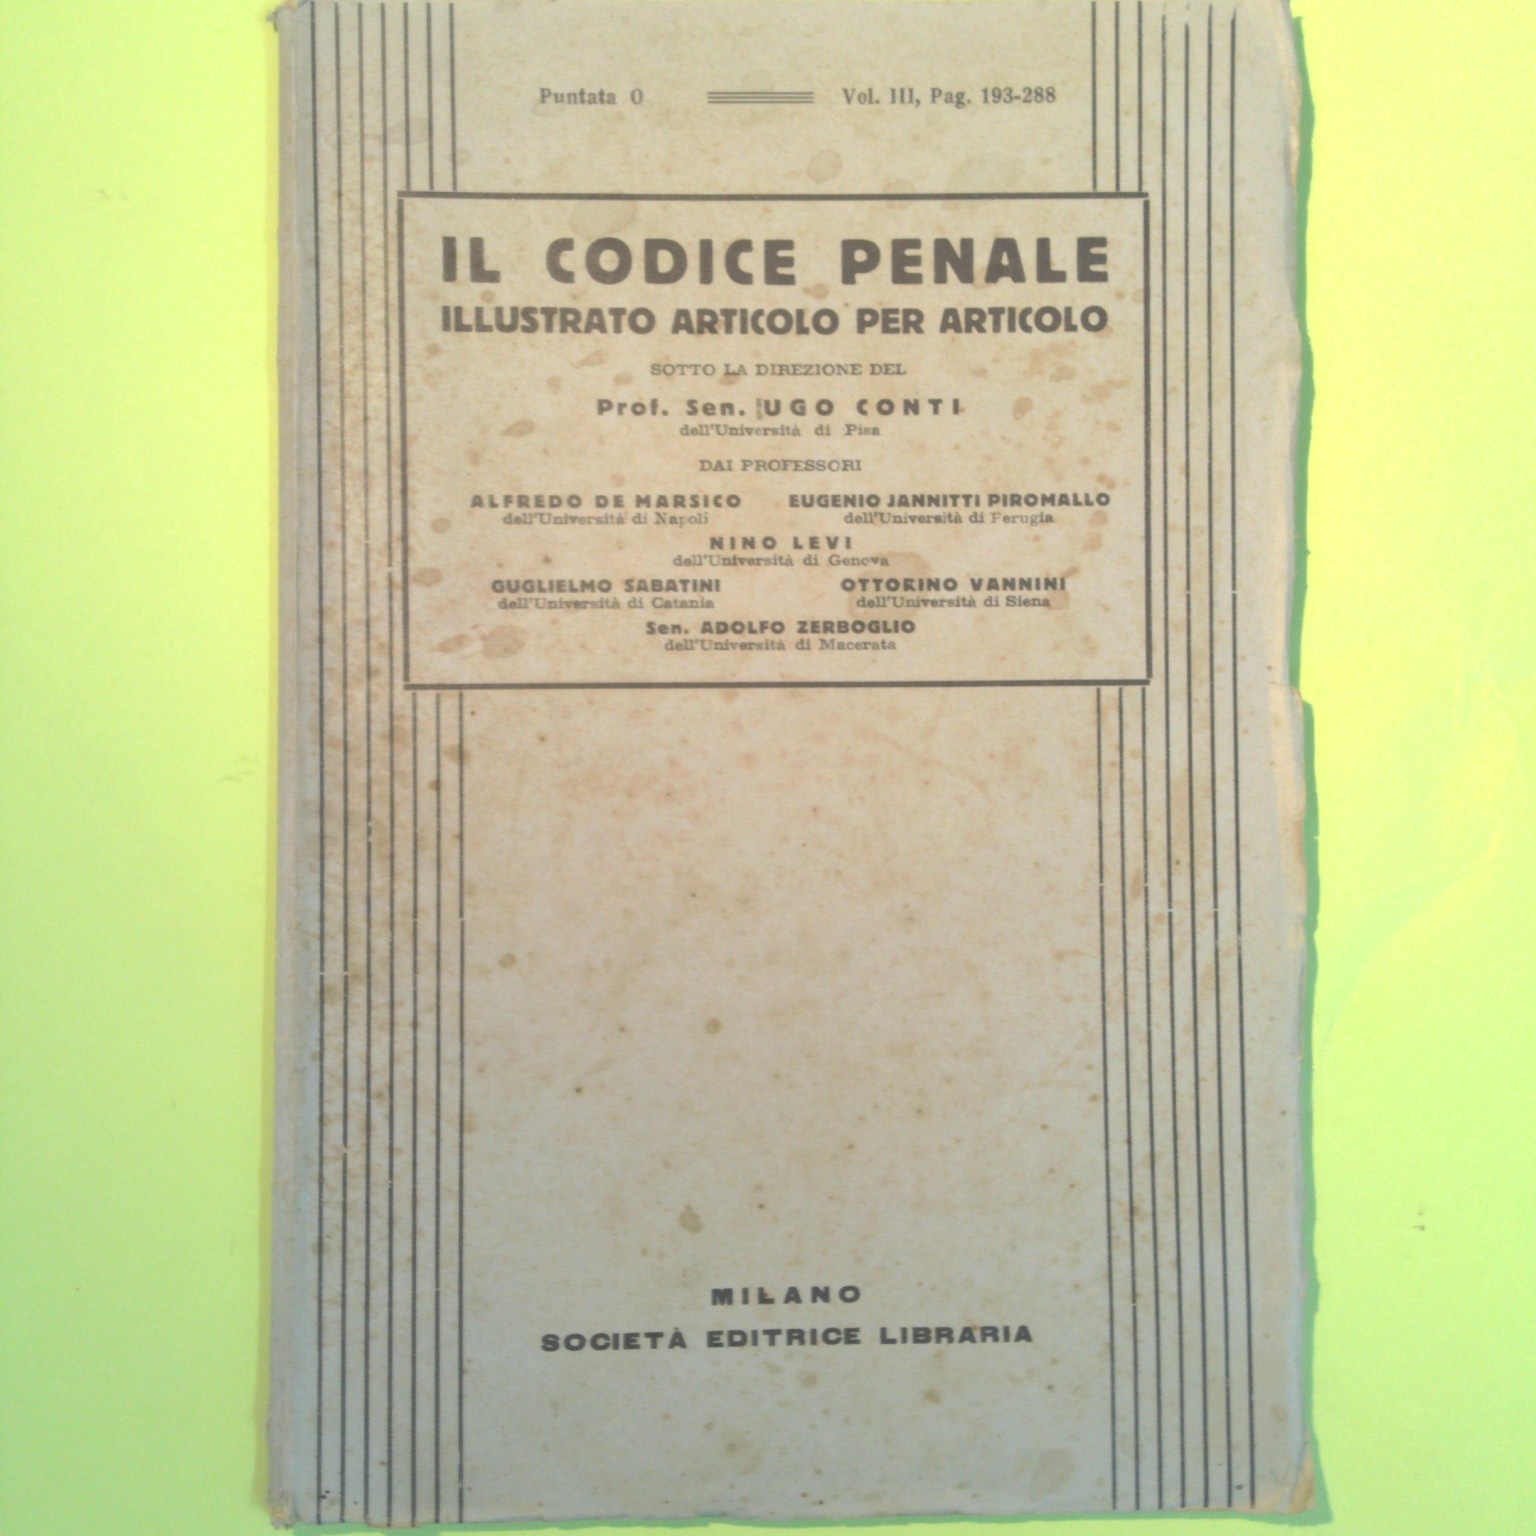 Puntata O Vol. III, Pag. 193-288
IL CODICE PENALE
ILLUSTRATO ARTICOLO PER ARTICOLO
SOTTO LA DIREZIONE DEL
Prof. Sen. UGO CONTI
dell'Università di Pisa
DAI PROFESSORI
ALFREDO DE MARSICO EUGENIO JANNITTI PIROMALLO
dell'Università di Napoli dell'Università di Perugia
NINO LEVI
dell'Università di Genova
GUGLIELMO SABATINI OTTORINO VANNINI
dell'Università di Catania dell'Università di Siena
Sen. ADOLFO ZERBOGLIO
dell'Università di Macerata
MILANO
SOCIETÀ EDITRICE LIBRARIA